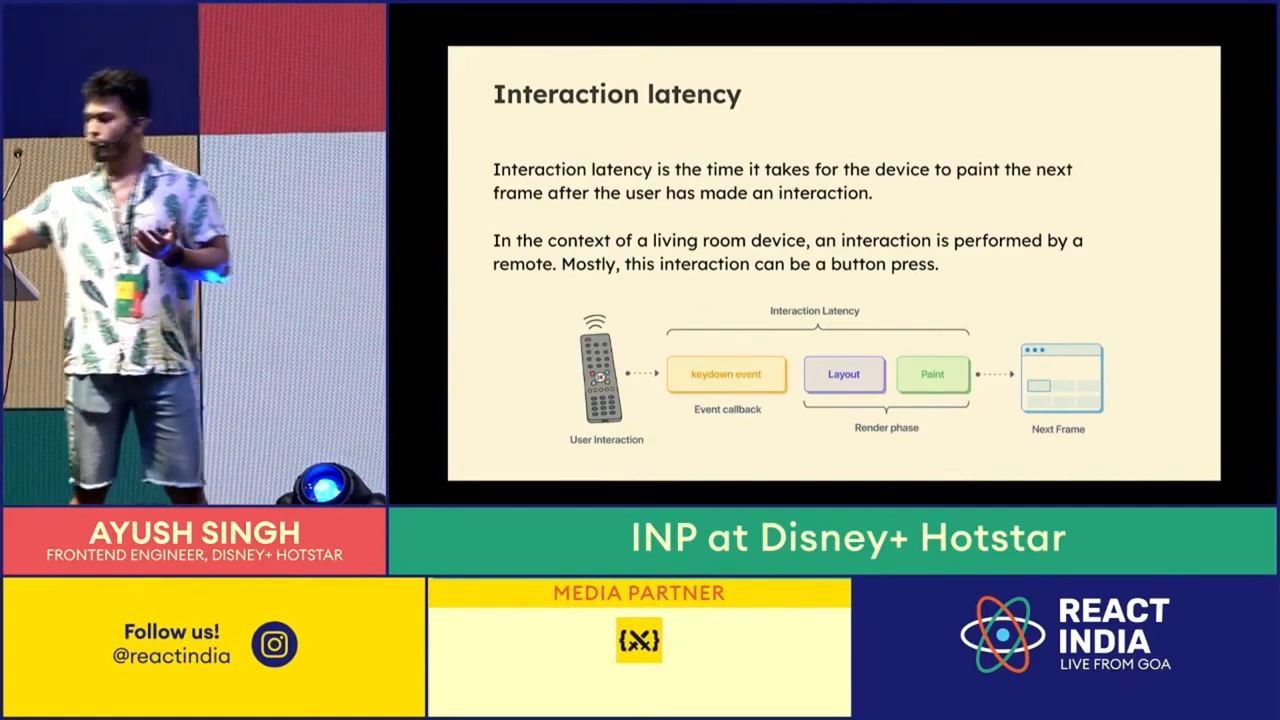 Interaction latency
Interaction latency is the time it takes for the device to paint the next
frame after the user has made an interaction.
In the context of a living room device, an interaction is performed by a
remote. Mostly, this interaction can be a button press.
Interaction Latency
keydown event
Layout
Paint
Event callback
Render phase
User Interaction
Next Frame
AYUSH SINGH
FRONTEND ENGINEER, DISNEY+ HOTSTAR
INP at Disney+ Hotstar
Follow us!
@reactindia
MEDIA PARTNER
{X}
REACT
INDIA
LIVE FROM GOA